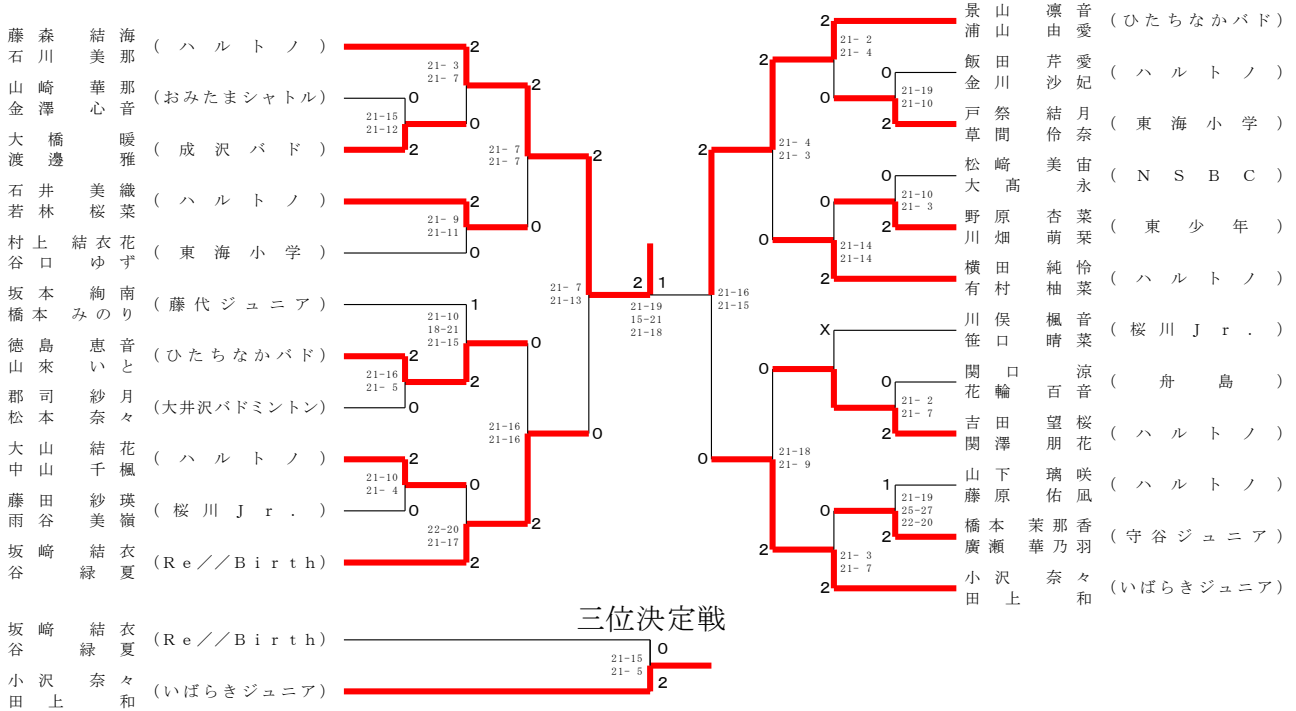 藤森 結海
石川 美那
(ハルトノ)
2
21- 3
21- 7
山崎 華那
金澤 心音
(おみたまシャトル)
0
21-15
21-12
0
大橋 暖
渡邊 雅
(成沢バド)
2
2
21- 7
21- 7
石井 美織
若林 桜菜
(ハルトノ)
2
21- 9
21-11
0
村上 結衣花
谷口 ゆず
(東海小学)
0
2
21- 7
21-13
坂本 絢南
橋本 みのり
(藤代ジュニア)
1
21-10
18-21
21-15
0
徳島 恵音
山來 いと
(ひたちなかバド)
2
21-16
21- 5
2
郡司 紗月
松本 奈々
(大井沢バドミントン)
0
21-16
21-16
0
大山 結花
中山 千楓
(ハルトノ)
2
21-10
21- 4
0
藤田 紗瑛
雨谷 美嶺
(桜川Jr.)
0
22-20
21-17
2
坂﨑 結衣
谷 緑夏
(Re//Birth)
2
2 1
21-19
15-21
21-18
2
21- 2
21- 4
景山 凛音
浦山 由愛
(ひたちなかバド)
2
0
21-19
21-10
飯田 芹愛
金川 沙妃
(ハルトノ)
0
2
戸祭 結月
草間 伶奈
(東海小学)
2
21- 4
21- 3
0
21-10
21- 3
松﨑 美宙
大髙 永
(NSBC)
0
0
2
野原 杏菜
川畑 萌栞
(東少年)
21-14
21-14
2
横田 純怜
有村 柚菜
(ハルトノ)
21-16
21-15
X
川俣 楓音
笹口 晴菜
(桜川Jr.)
0
0
21- 2
21- 7
関口 涼
花輪 百音
(舟島)
2
吉田 望桜
関澤 朋花
(ハルトノ)
0
21-18
21- 9
1
21-19
25-27
22-20
山下 璃咲
藤原 佑凪
(ハルトノ)
0
2
橋本 茉那香
廣瀬 華乃羽
(守谷ジュニア)
2
21- 3
21- 7
2
小沢 奈々
田上 和
(いばらきジュニア)
三位決定戦
坂﨑 結衣
谷 緑夏
(Re//Birth)
0
21-15
21- 5
小沢 奈々
田上 和
(いばらきジュニア)
2